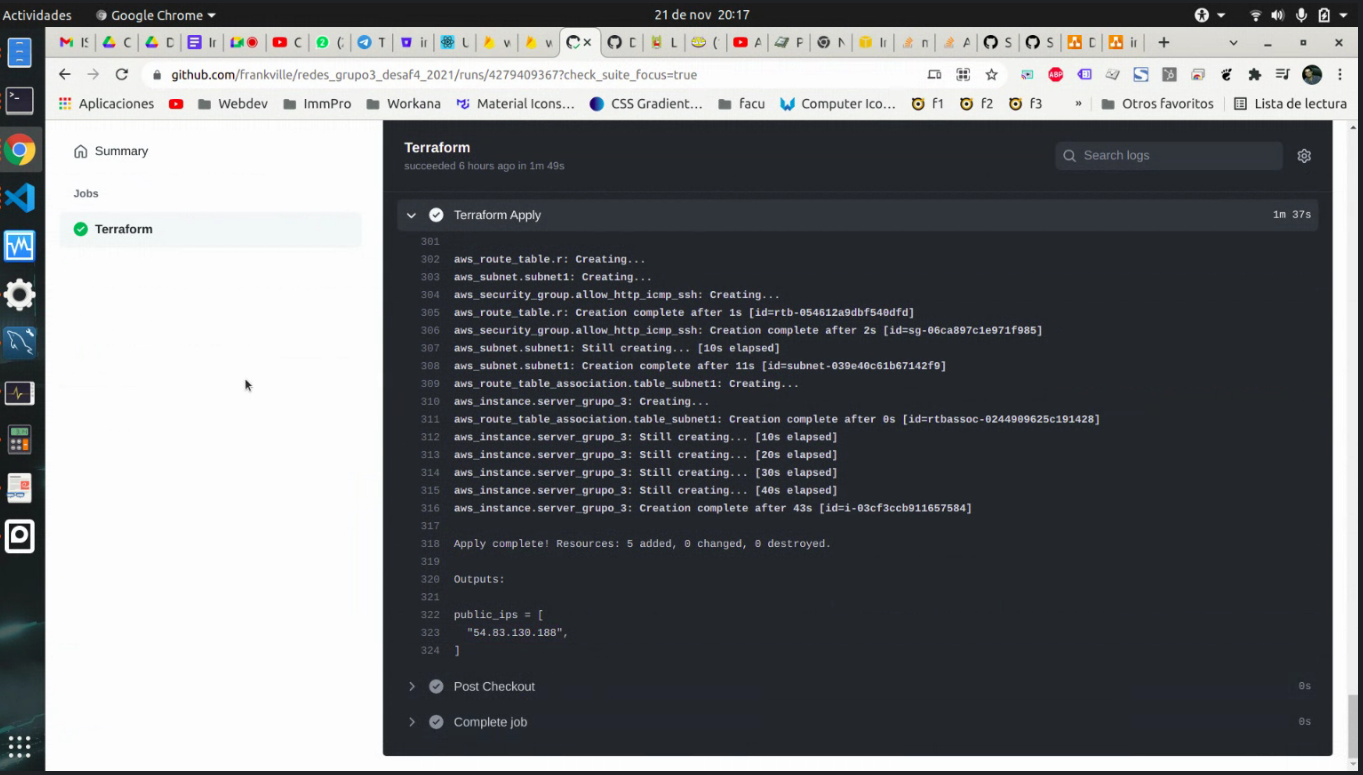 Actividades
Google Chrome
21 de nov 20:17
github.com/frankville/redes_grupo3_desaf4_2021/runs/4279409367?check_suite_focus=true
ABP
Aplicaciones
Webdev
ImmPro
Workana
Material Icons...
CSS Gradient...
facu
Computer Ico...
f1
f2
f3
»
Otros favoritos
Lista de lectura
Summary
Jobs
Terraform
Terraform
succeeded 6 hours ago in 1m 49s
Search logs
Terraform Apply
1m 37s
301
302 aws_route_table.r: Creating...
303 aws_subnet.subnet1: Creating...
304 aws_security_group.allow_http_icmp_ssh: Creating...
305 aws_route_table.r: Creation complete after 1s [id=rtb-054612a9dbf540dfd]
306 aws_security_group.allow_http_icmp_ssh: Creation complete after 2s [id=sg-06ca897c1e971f985]
307 aws_subnet.subnet1: Still creating... [10s elapsed]
308 aws_subnet.subnet1: Creation complete after 11s [id=subnet-039e40c61b67142f9]
309 aws_route_table_association.table_subnet1: Creating...
310 aws_instance.server_grupo_3: Creating...
311 aws_route_table_association.table_subnet1: Creation complete after 0s [id=rtbassoc-0244909625c191428]
312 aws_instance.server_grupo_3: Still creating... [10s elapsed]
313 aws_instance.server_grupo_3: Still creating... [20s elapsed]
314 aws_instance.server_grupo_3: Still creating... [30s elapsed]
315 aws_instance.server_grupo_3: Still creating... [40s elapsed]
316 aws_instance.server_grupo_3: Creation complete after 43s [id=i-03cf3ccb911657584]
317
318 Apply complete! Resources: 5 added, 0 changed, 0 destroyed.
319
320 Outputs:
321
322 public_ips = [
323 "54.83.130.188",
324 ]
Post Checkout
0s
Complete job
0s